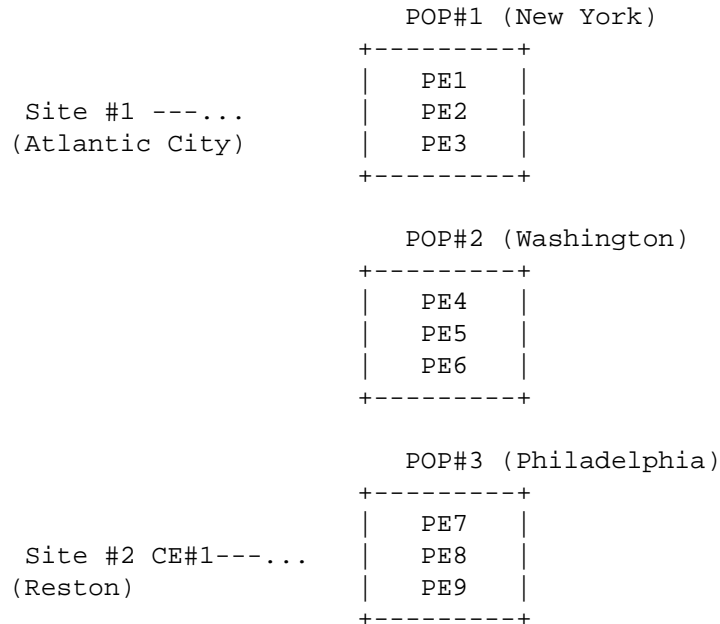 POP#1 (New York)
+---------+
| PE1 |
Site #1 ---... | PE2 |
(Atlantic City) | PE3 |
+---------+
POP#2 (Washington)
+---------+
| PE4 |
| PE5 |
| PE6 |
+---------+
POP#3 (Philadelphia)
+---------+
| PE7 |
Site #2 CE#1---... | PE8 |
(Reston) | PE9 |
+---------+